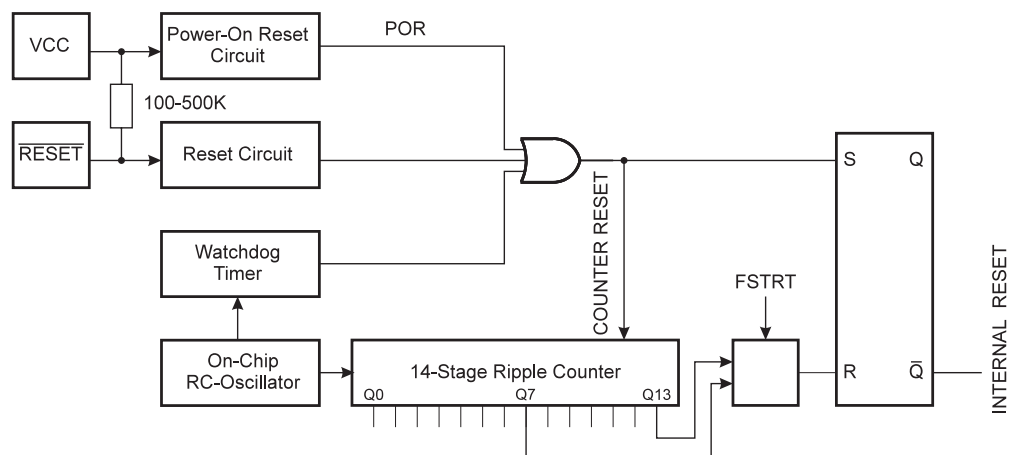 VCC
Power-On Reset
Circuit
POR
100-500K
RESET
Reset Circuit
S
Q
COUNTER RESET
Watchdog
Timer
FSTRT
INTERNAL RESET
On-Chip
RC-Oscillator
14-Stage Ripple Counter
Q0
Q7
Q13
R
Q̅